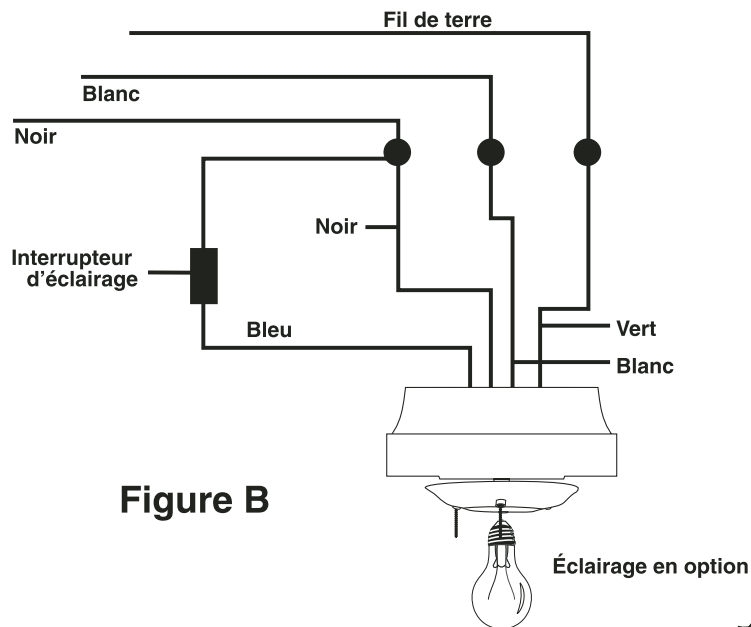 Fil de terre
Blanc
Noir
Noir
Interrupteur
d'éclairage
Bleu
Vert
Blanc
Figure B
Éclairage en option